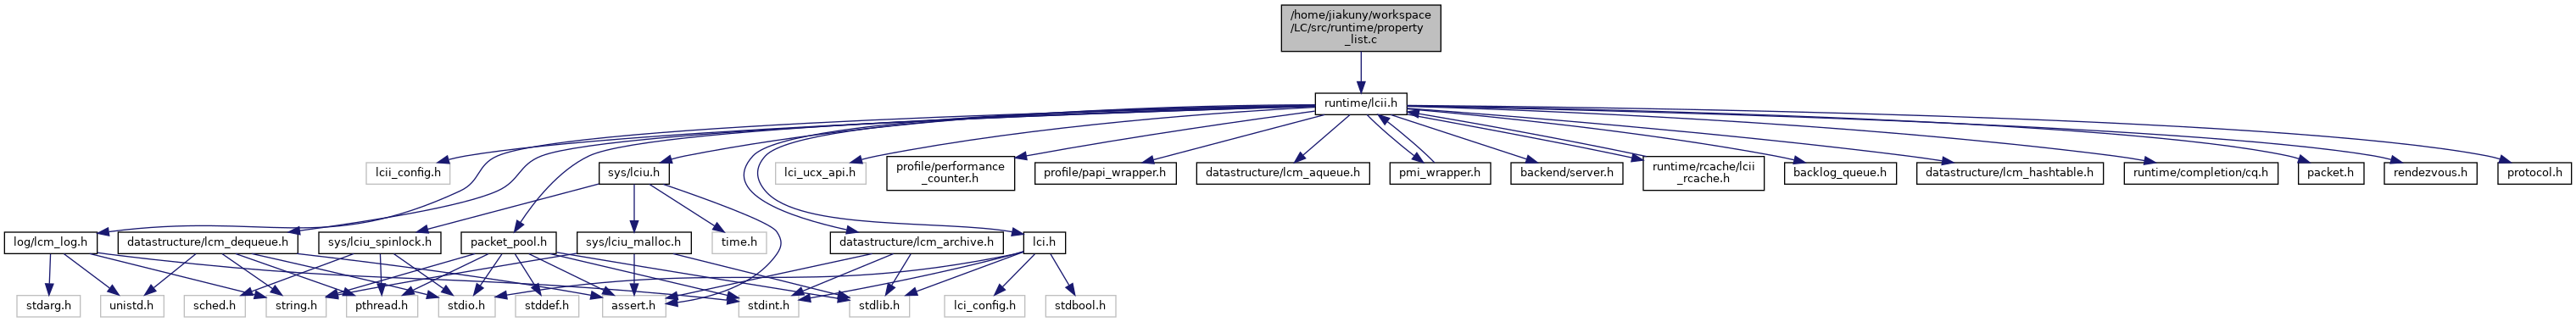 /home/jiakuny/workspace
/LC/src/runtime/property
_list.c
runtime/lcii.h
lcii_config.h
sys/lciu.h
lci_ucx_api.h
profile/performance
_counter.h
profile/papi_wrapper.h
datastructure/lcm_aqueue.h
pmi_wrapper.h
backend/server.h
runtime/rcache/lcii
_rcache.h
backlog_queue.h
datastructure/lcm_hashtable.h
runtime/completion/cq.h
packet.h
rendezvous.h
protocol.h
log/lcm_log.h
datastructure/lcm_dequeue.h
sys/lciu_spinlock.h
packet_pool.h
sys/lciu_malloc.h
time.h
datastructure/lcm_archive.h
lci.h
stdarg.h
unistd.h
sched.h
string.h
pthread.h
stdio.h
stddef.h
assert.h
stdint.h
stdlib.h
lci_config.h
stdbool.h